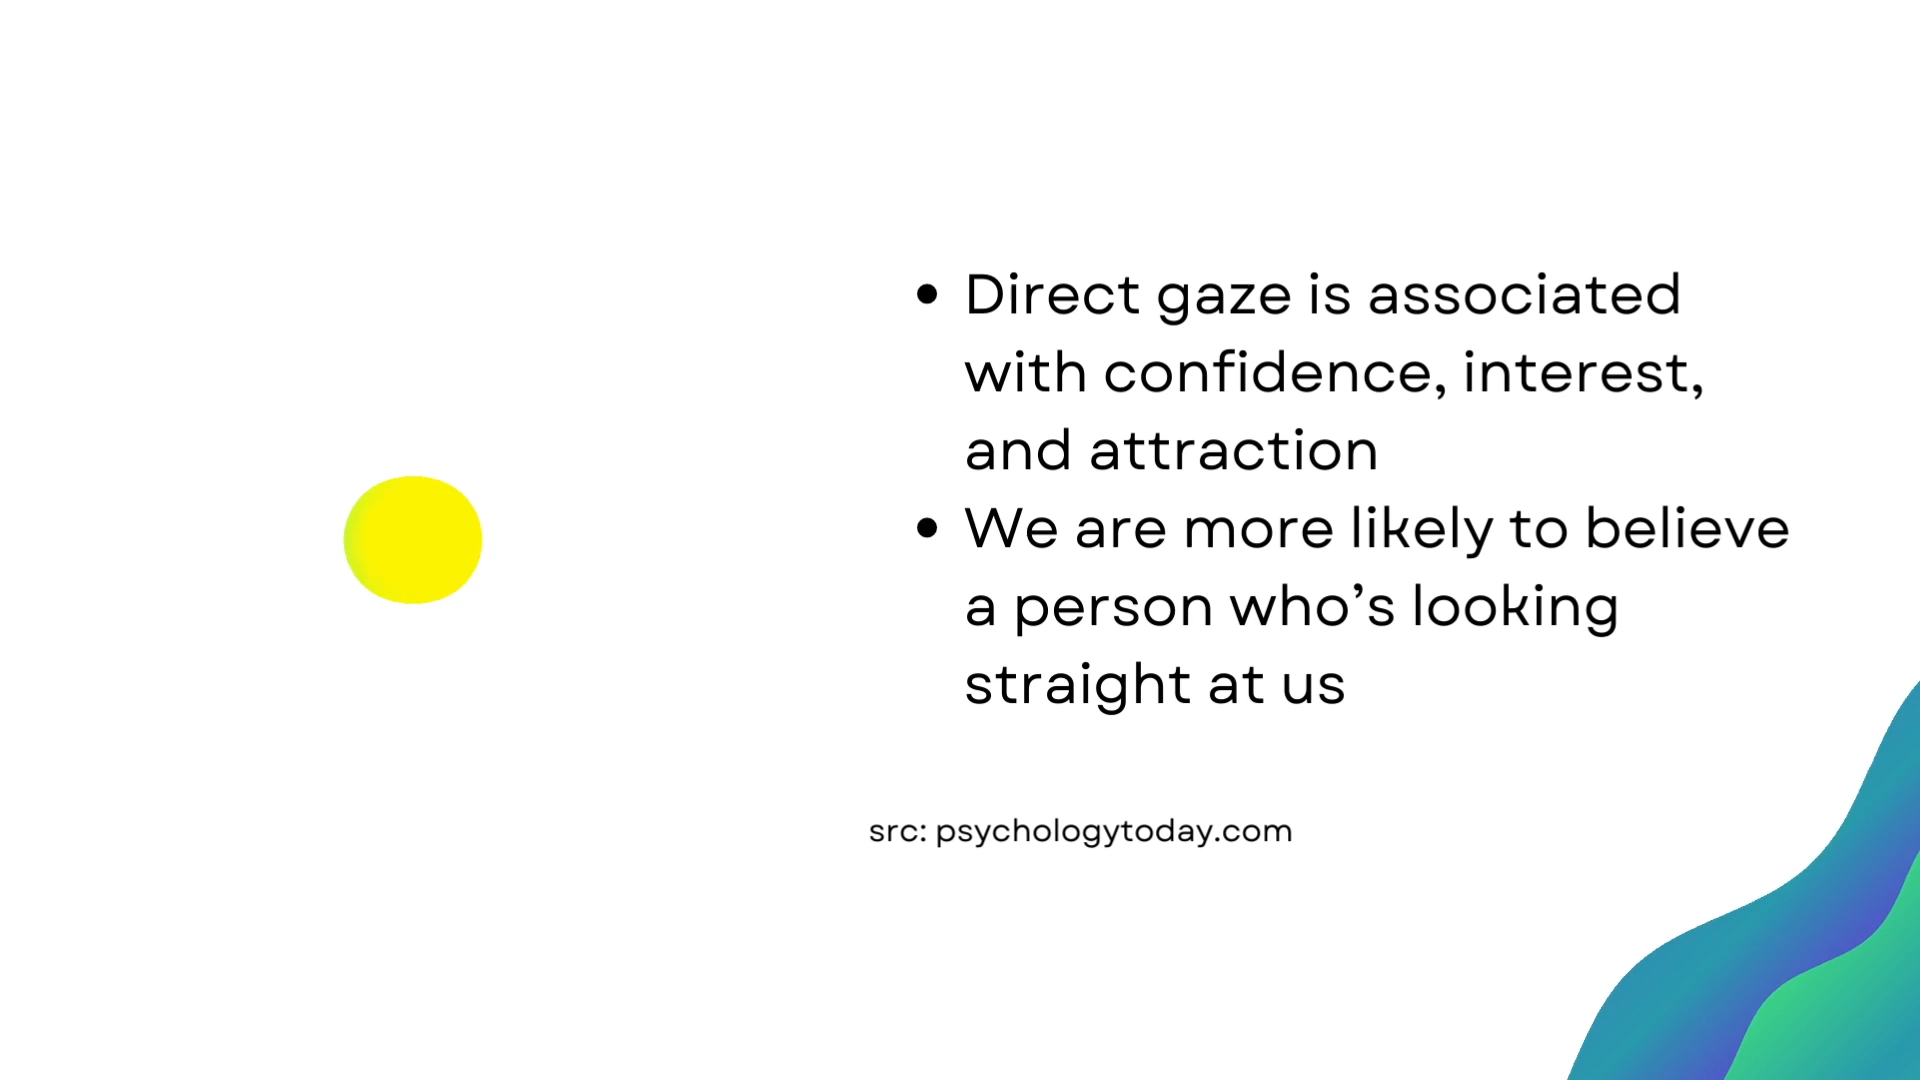 • Direct gaze is associated
with confidence, interest,
and attraction
• We are more likely to believe
a person who’s looking
straight at us
src: psychologytoday.com